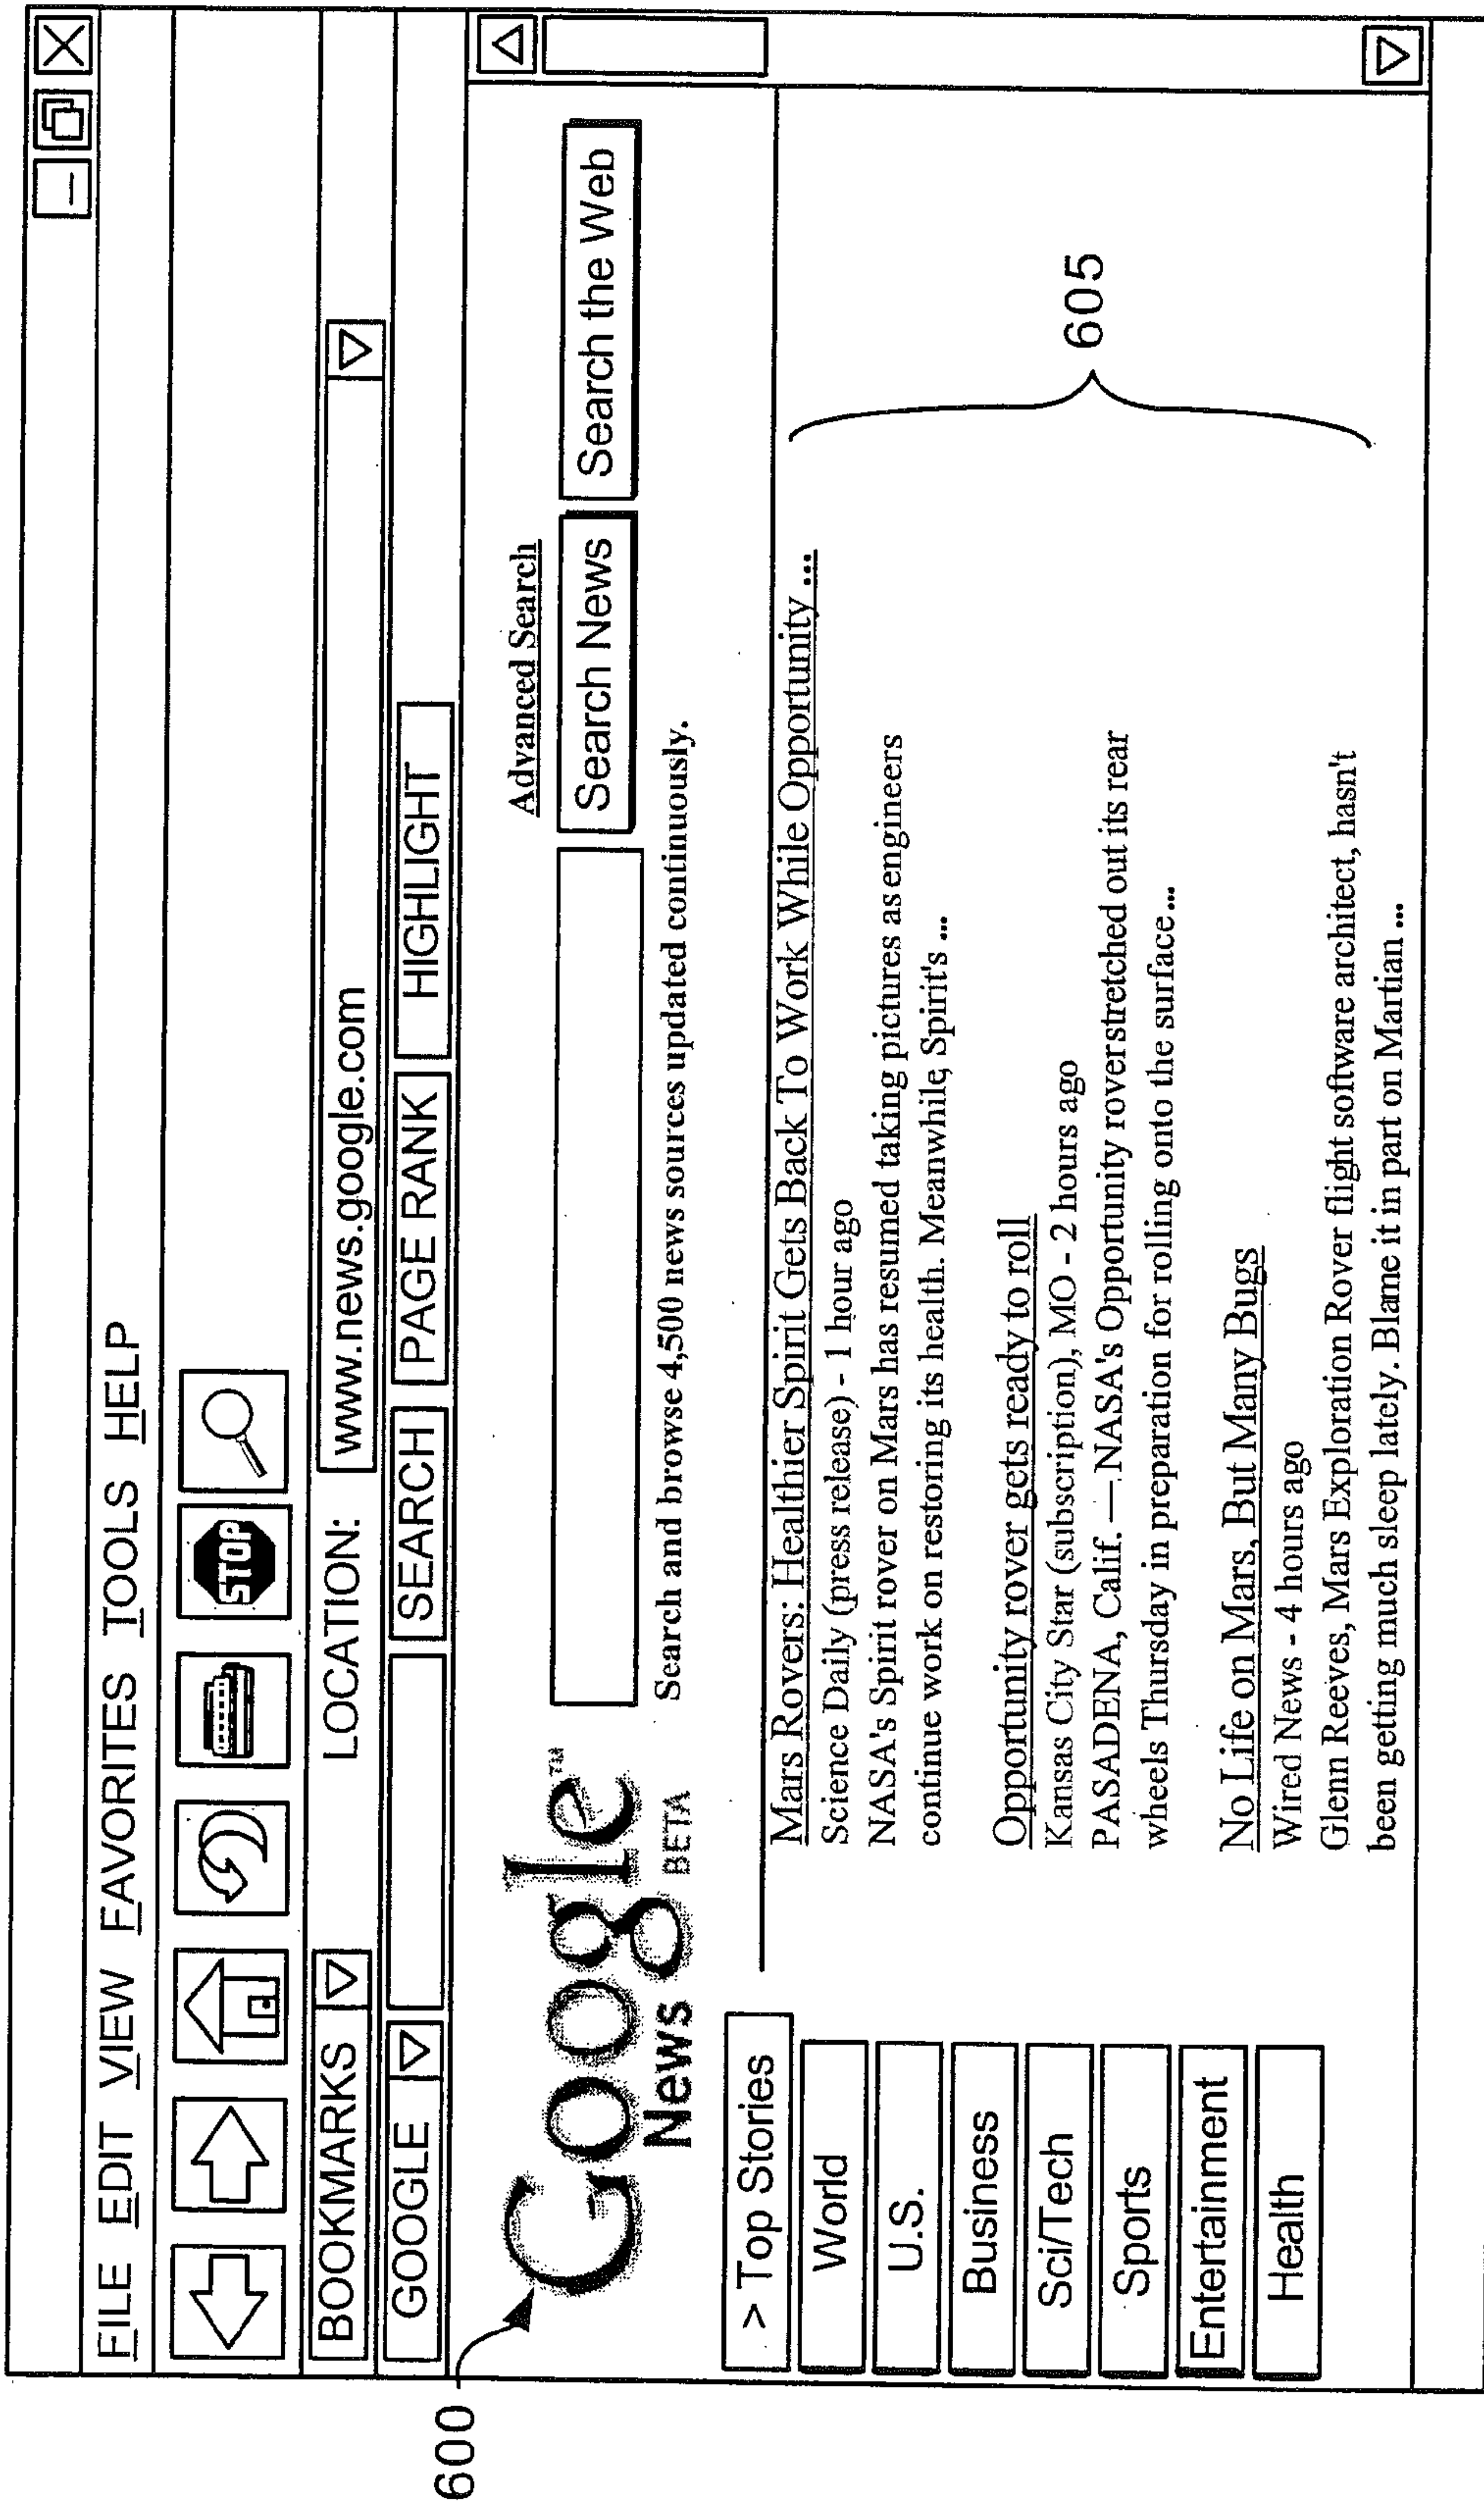 FILE EDIT VIEW FAVORITES TOOLS HELP
STOP
BOOKMARKS LOCATION: www.news.google.com
GOOGLE SEARCH PAGE RANK HIGHLIGHT
600
Advanced Search
Google™ Search News Search the Web
News BETA Search and browse 4,500 news sources updated continuously.
> Top Stories
World
U.S.
Business
Sci/Tech
Sports
Entertainment
Health
Mars Rovers: Healthier Spirit Gets Back To Work While Opportunity ...
Science Daily (press release) - 1 hour ago
NASA's Spirit rover on Mars has resumed taking pictures as engineers
continue work on restoring its health. Meanwhile, Spirit's ...
Opportunity rover gets ready to roll
Kansas City Star (subscription), MO - 2 hours ago
PASADENA, Calif. — NASA's Opportunity roverstretched out its rear
wheels Thursday in preparation for rolling onto the surface...
No Life on Mars, But Many Bugs
Wired News - 4 hours ago
Glenn Reeves, Mars Exploration Rover flight software architect, hasn't
been getting much sleep lately. Blame it in part on Martian ...
605